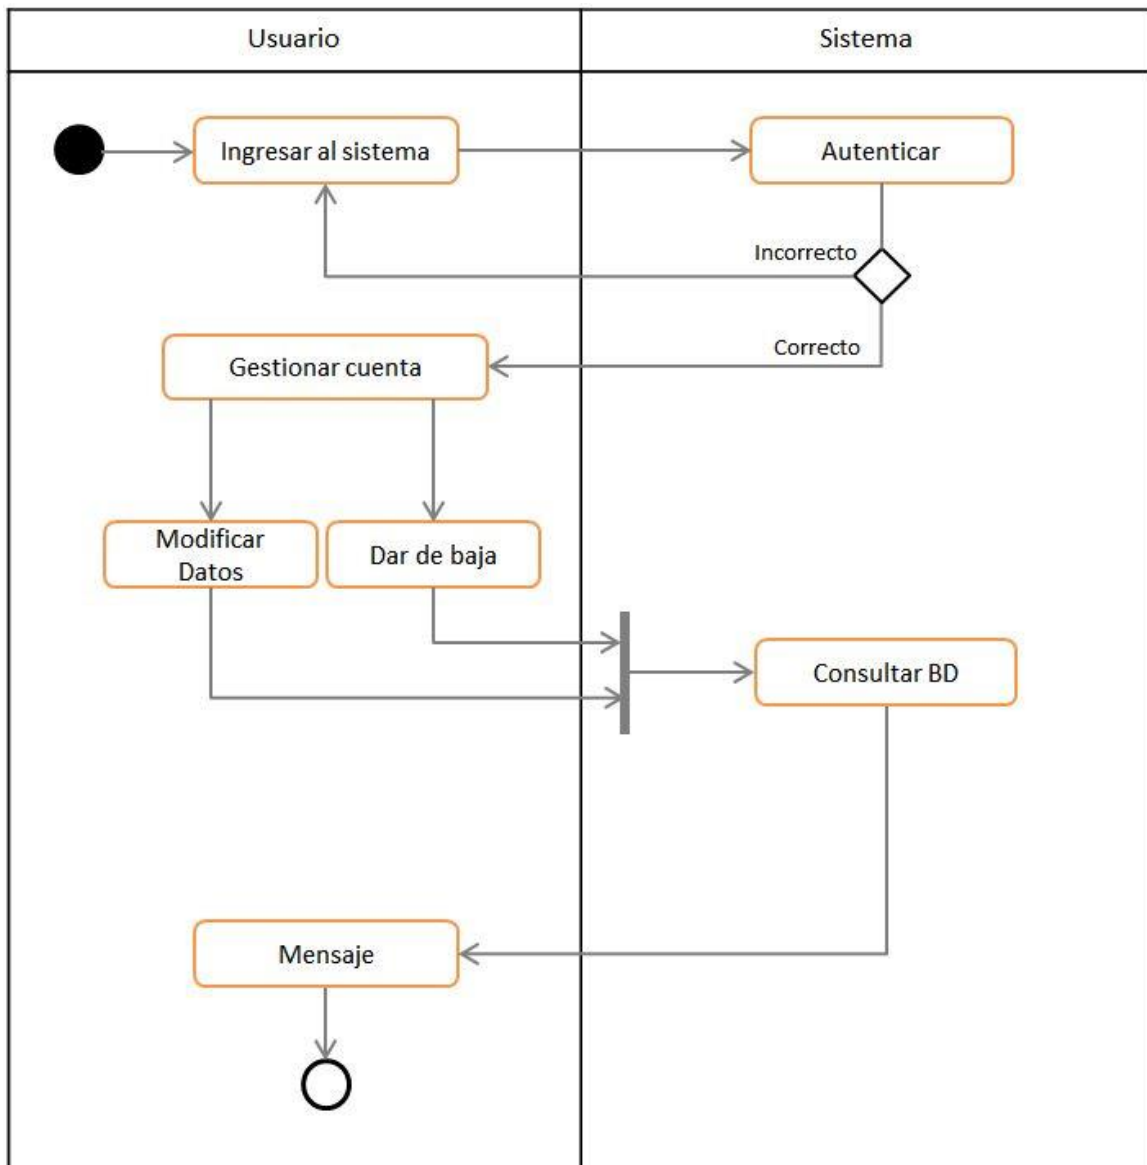 Usuario
Sistema
Ingresar al sistema
Autenticar
Incorrecto
Correcto
Gestionar cuenta
Modificar
Datos
Dar de baja
Consultar BD
Mensaje